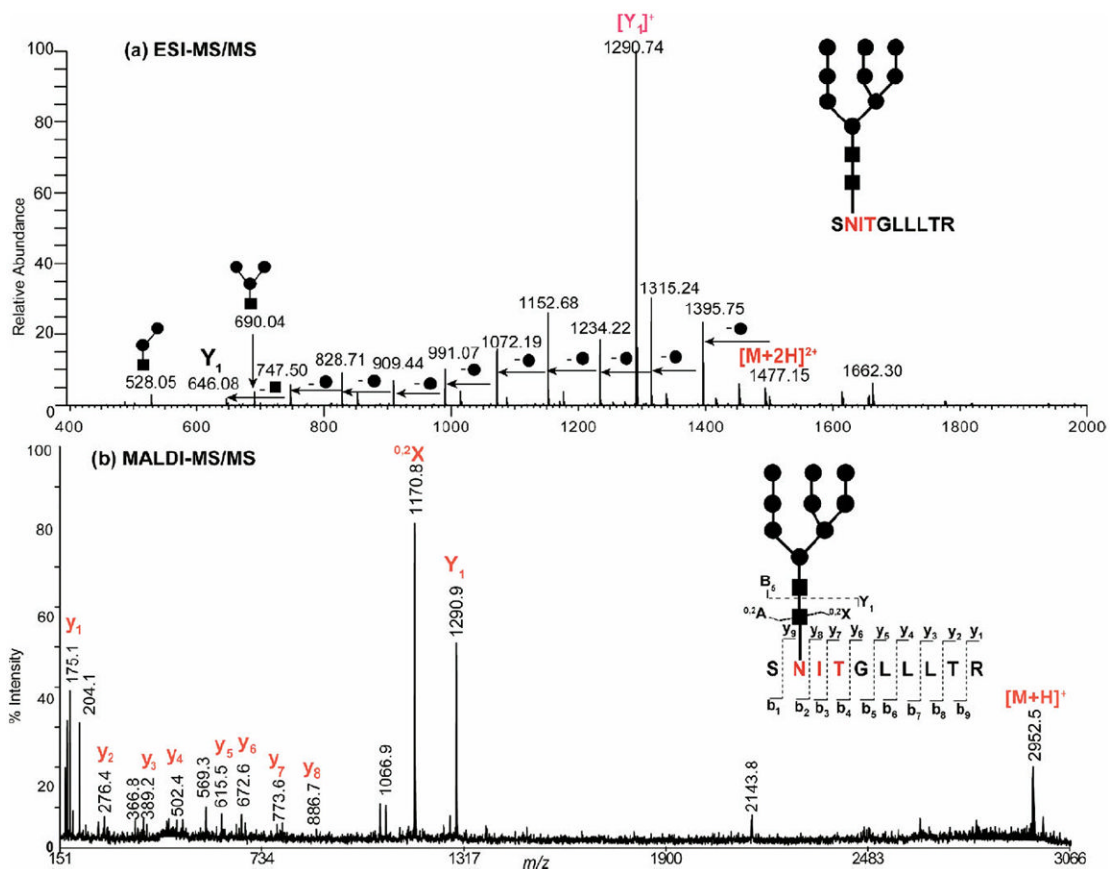 [Y₁]⁺
(a) ESI-MS/MS
1290.74
100
80
60
40
20
0
Relative Abundance
SNITGLLLTR
1315.24
1395.75
1152.68
1234.22
1072.19
991.07
909.44
828.71
747.50
690.04
Y₁
646.08
528.05
[M+2H]²⁺
1477.15
1662.30
- - - - - - - - -
400 600 800 1000 1200 1400 1600 1800 2000
(b) MALDI-MS/MS
⁰,²X
1170.8
Y₁
1290.9
100
80
60
40
20
0
% Intensity
y₁
175.1
204.1
y₂
276.4
366.8
y₃
389.2
y₄
502.4
569.3
y₅
615.5
y₆
672.6
y₇
773.6
y₈
886.7
1066.9
2143.8
[M+H]⁺
2952.5
B₅
Y₁
⁰,²A ⁰,²X
y₉ y₈ y₇ y₆ y₅ y₄ y₃ y₂ y₁
S N I T G L L L T R
b₁ b₂ b₃ b₄ b₅ b₆ b₇ b₈ b₉
151 734 1317 1900 2483 3066
m/z